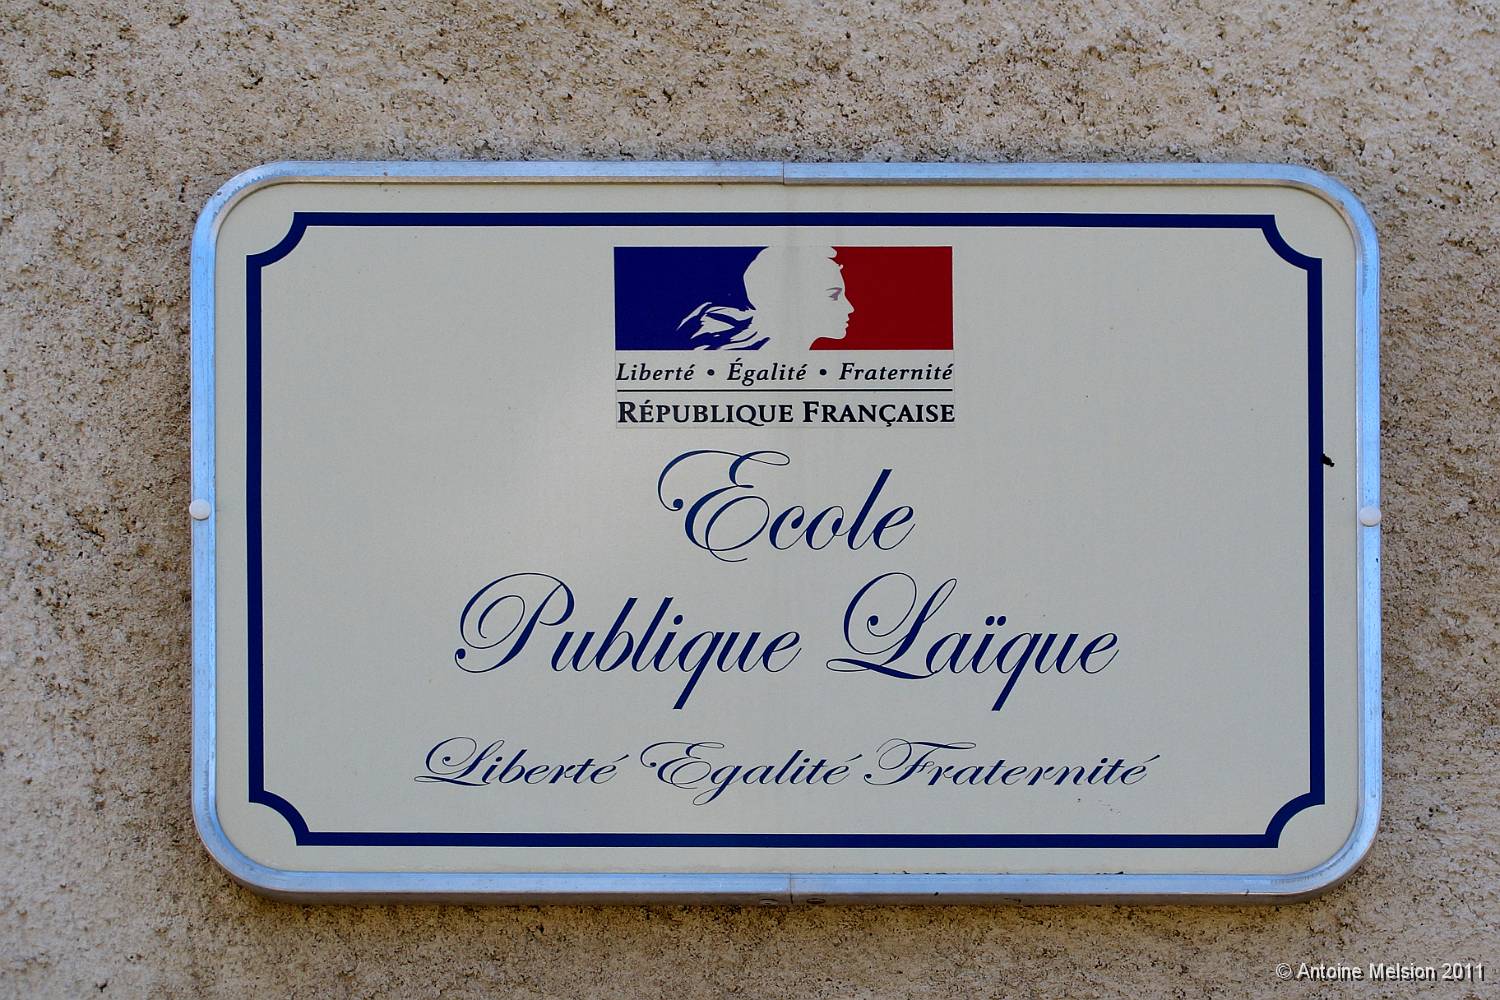 Liberté • Égalité • Fraternité
RÉPUBLIQUE FRANÇAISE
Ecole
Publique Laïque
Liberté Egalité Fraternité
© Antoine Melsion 2011